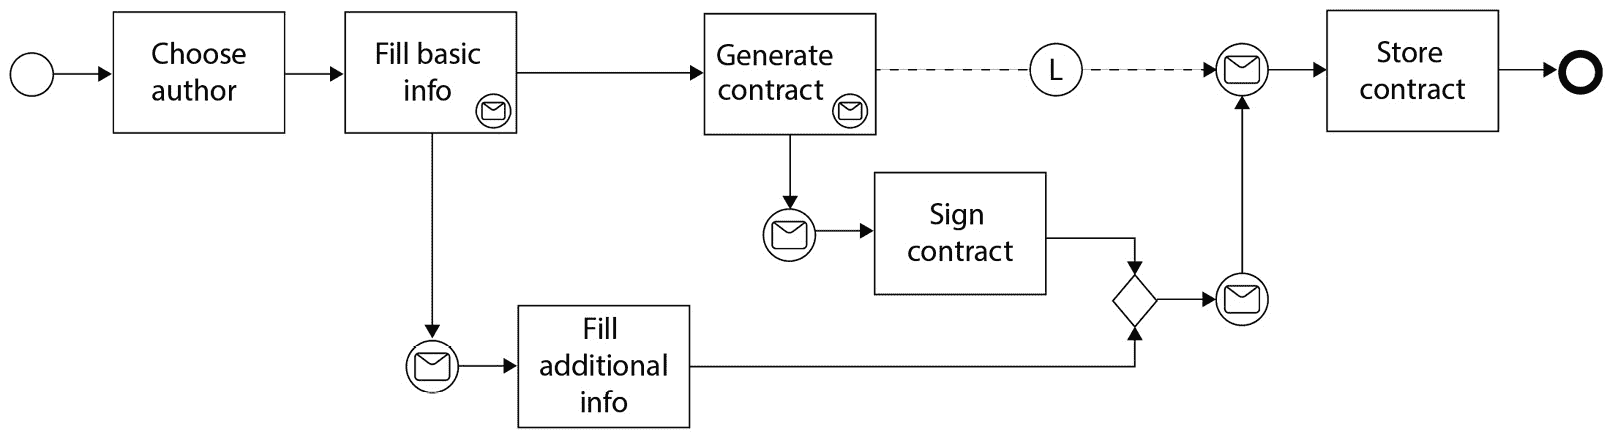 Choose
author
Fill basic
info
Generate
contract
L
Store
contract
Sign
contract
Fill
additional
info